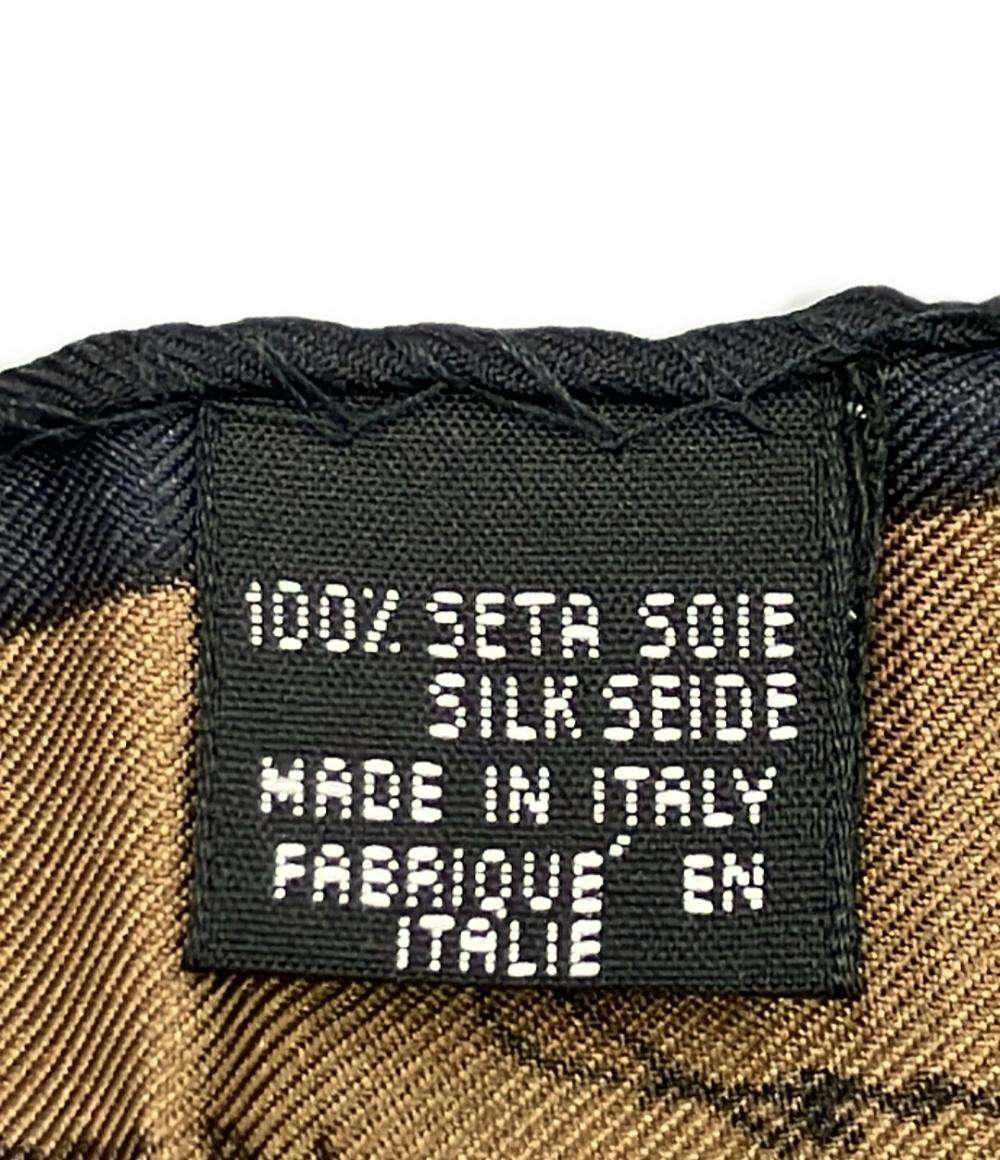 100% SETA SOIE
SILK SEIDE
MADE IN ITALY
FABRIQUÉ EN
ITALIE